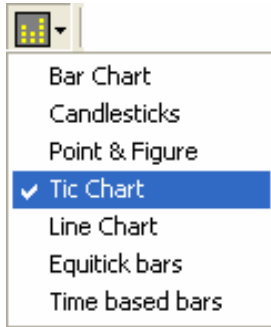 Bar Chart
Candlesticks
Point & Figure
Tic Chart
Line Chart
Equitick bars
Time based bars